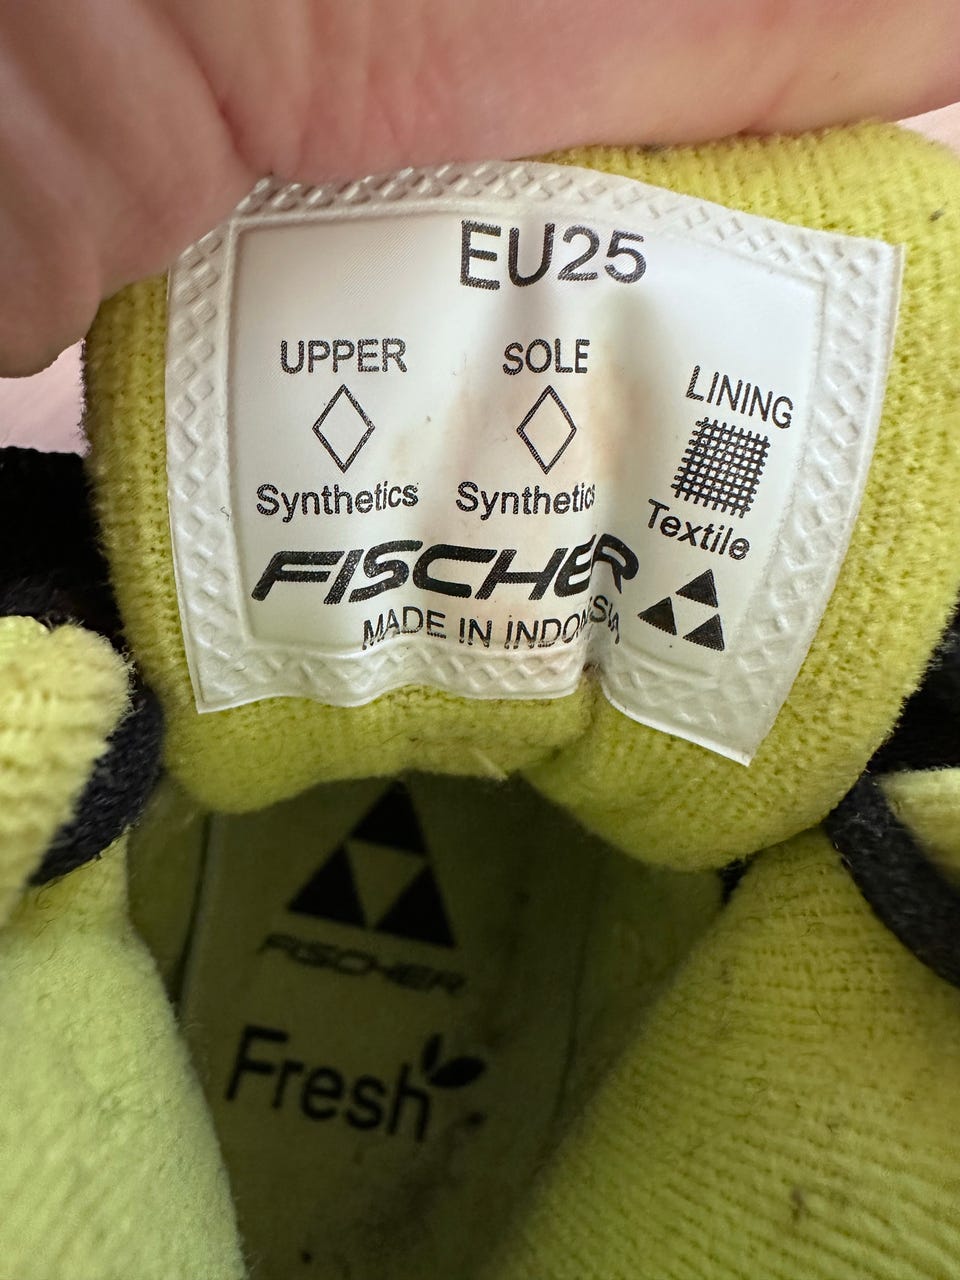 EU25
UPPER SOLE LINING
Synthetics Synthetics Textile
FISCHER
MADE IN INDONESIA
FISCHER
Fresh